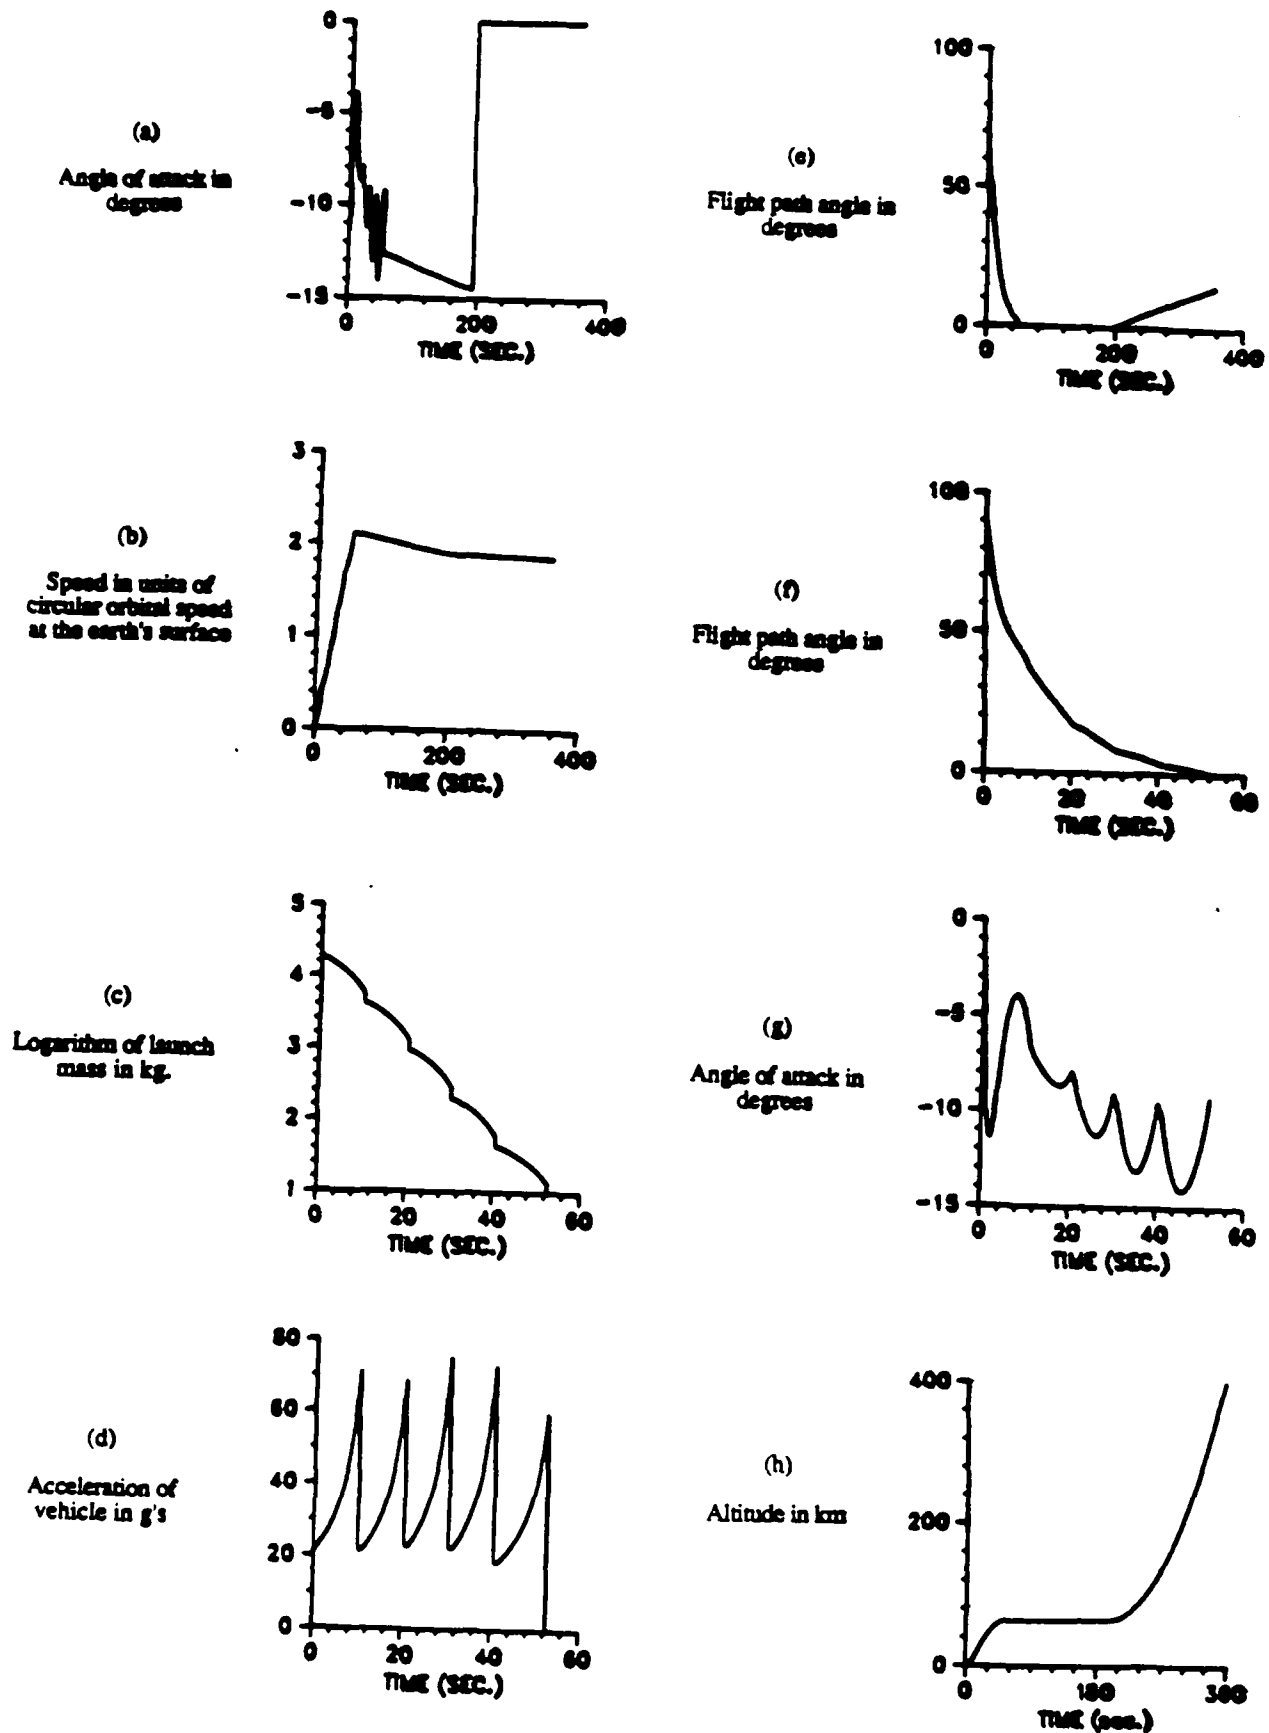 (a)
Angle of attack in
degrees
0
-5
-10
-15
0
200
400
TIME (SEC.)
(b)
Speed in units of
circular orbital speed
at the earth's surface
3
2
1
0
0
200
400
TIME (SEC.)
(c)
Logarithm of launch
mass in kg.
5
4
3
2
1
0
20
40
60
TIME (SEC.)
(d)
Acceleration of
vehicle in g's
80
60
40
20
0
0
20
40
60
TIME (SEC.)
(e)
Flight path angle in
degrees
100
50
0
0
200
400
TIME (SEC.)
(f)
Flight path angle in
degrees
100
50
0
0
20
40
60
TIME (SEC.)
(g)
Angle of attack in
degrees
0
-5
-10
-15
0
20
40
60
TIME (SEC.)
(h)
Altitude in km
400
200
0
0
180
360
TIME (sec.)